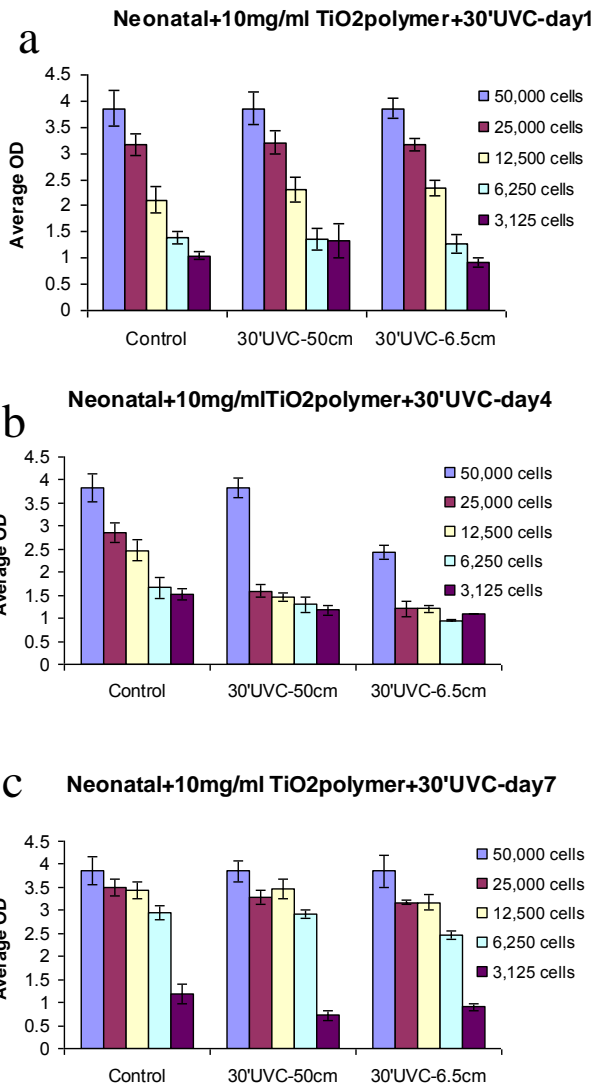 Neonatal+10mg/ml TiO2polymer+30'UVC-day1
a
4.5
4
3.5
3
2.5
2
1.5
1
0.5
0
Average OD
50,000 cells
25,000 cells
12,500 cells
6,250 cells
3,125 cells
Control
30'UVC-50cm
30'UVC-6.5cm
Neonatal+10mg/mlTiO2polymer+30'UVC-day4
b
4.5
4
3.5
3
2.5
2
1.5
1
0.5
0
Average OD
50,000 cells
25,000 cells
12,500 cells
6,250 cells
3,125 cells
Control
30'UVC-50cm
30'UVC-6.5cm
Neonatal+10mg/ml TiO2polymer+30'UVC-day7
c
4.5
4
3.5
3
2.5
2
1.5
1
0.5
0
Average OD
50,000 cells
25,000 cells
12,500 cells
6,250 cells
3,125 cells
Control
30'UVC-50cm
30'UVC-6.5cm